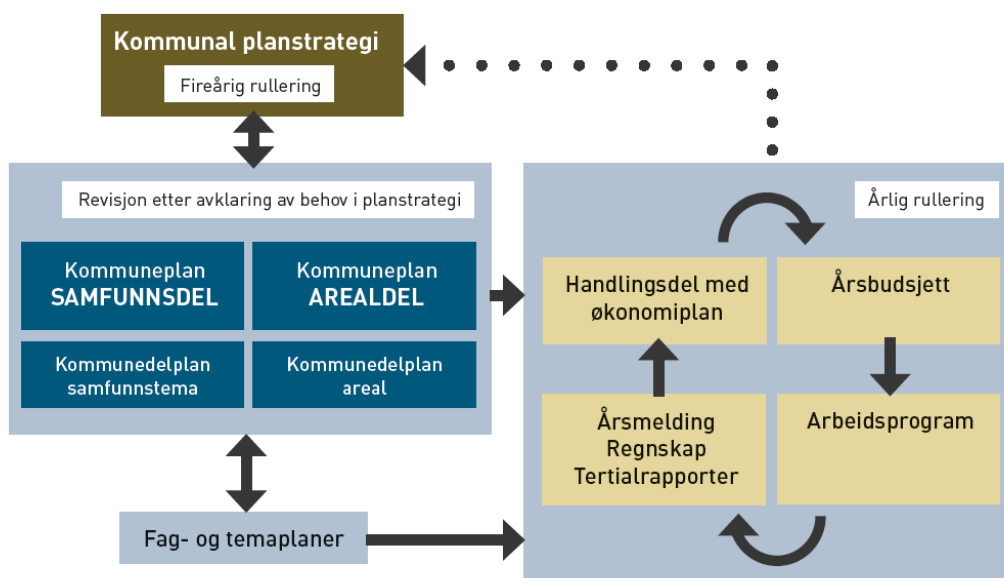 Kommunal planstrategi
Fireårig rullering
Revisjon etter avklaring av behov i planstrategi
Kommuneplan
SAMFUNNSDEL
Kommuneplan
AREALDEL
Kommunedelplan
samfunnstema
Kommunedelplan
areal
Fag- og temaplaner
Årlig rullering
Handlingsdel med
økonomiplan
Årsbudsjett
Årsmelding
Regnskap
Tertialrapporter
Arbeidsprogram